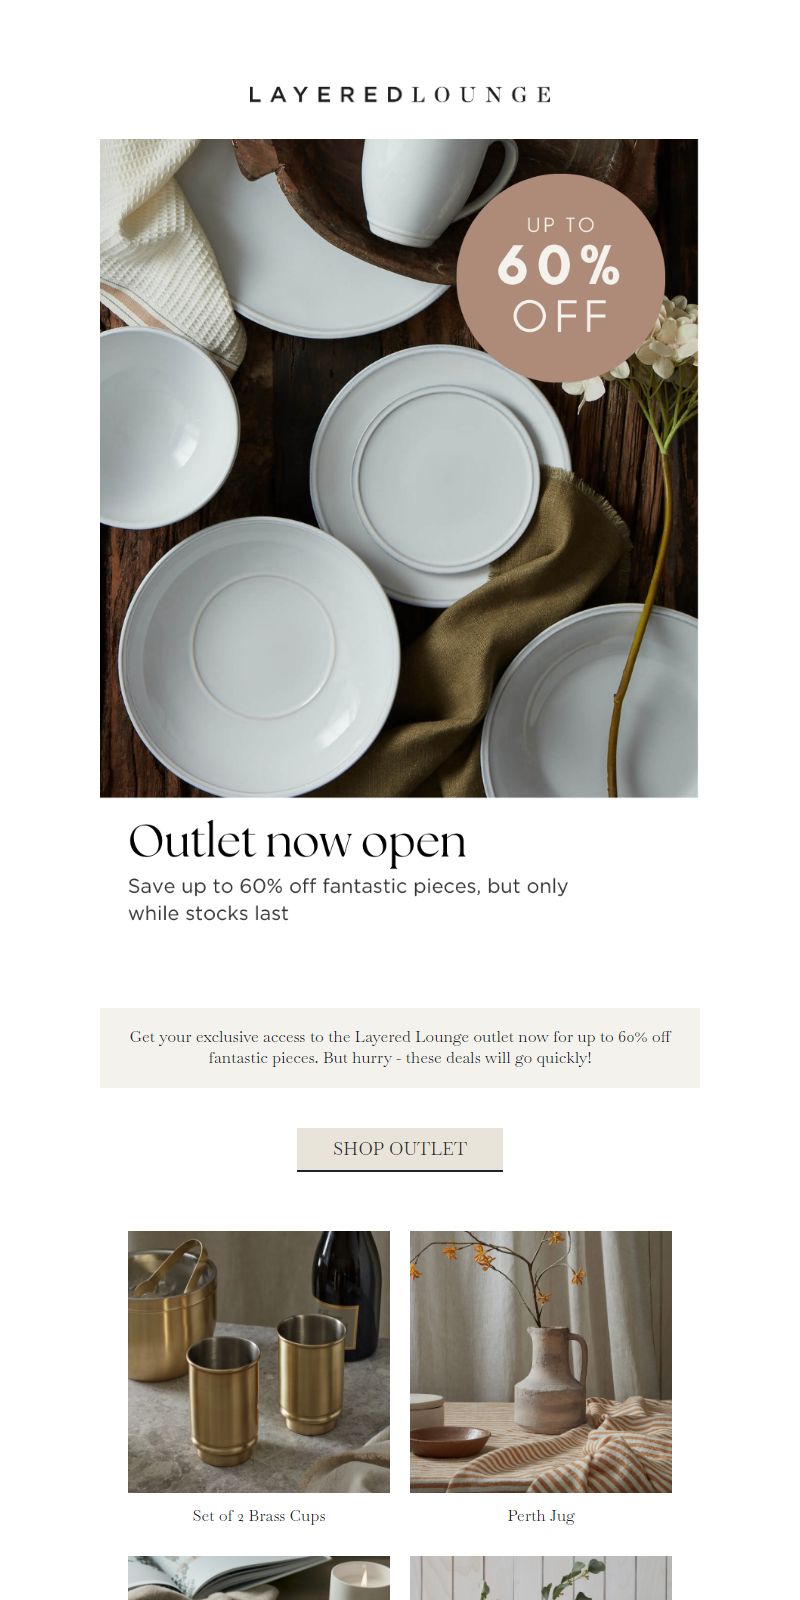 LAYEREDLOUNGE
UP TO
60%
OFF
Outlet now open
Save up to 60% off fantastic pieces, but only
while stocks last
Get your exclusive access to the Layered Lounge outlet now for up to 60% off
fantastic pieces. But hurry - these deals will go quickly!
SHOP OUTLET
Set of 2 Brass Cups
Perth Jug